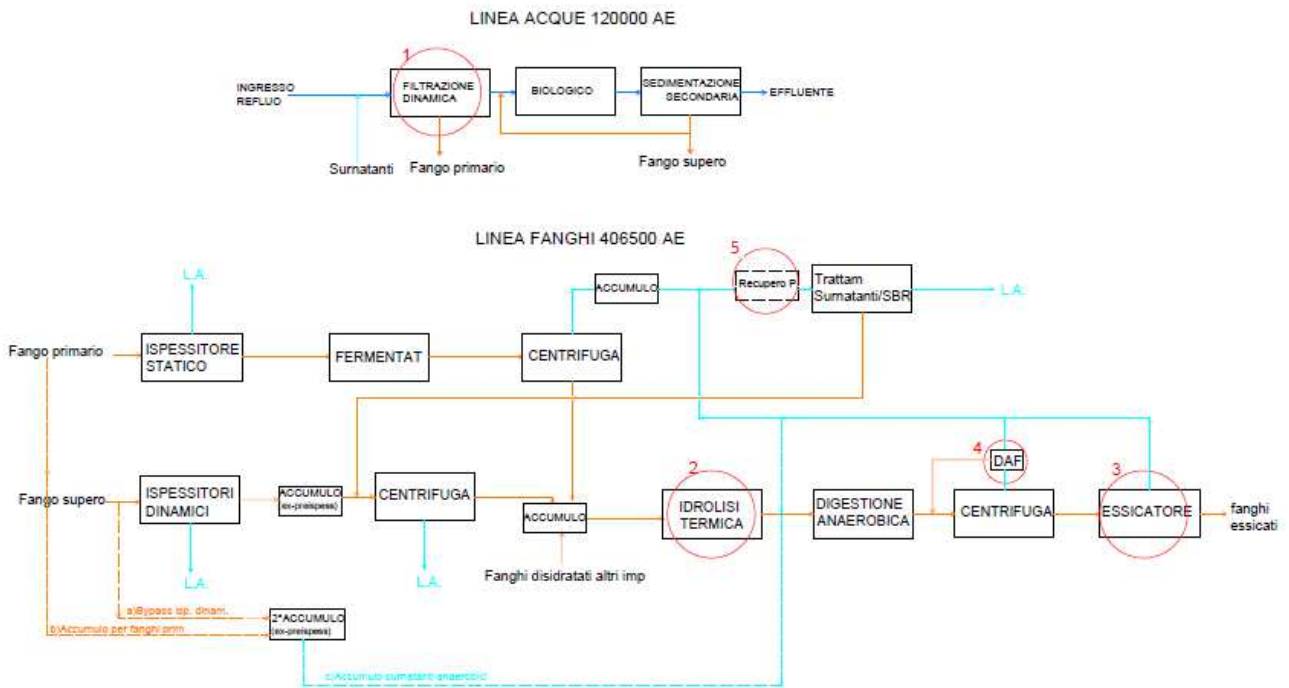 LINEA ACQUE 120000 AE
1
INGRESSO
REFLUO
FILTRAZIONE
DINAMICA
BIOLOGICO
SEDIMENTAZIONE
SECONDARIA
EFFLUENTE
Surnatanti
Fango primario
Fango supero
LINEA FANGHI 406500 AE
L.A.
ACCUMULO
5
Recupero P
Trattam
Surnatanti/SBR
L.A.
Fango primario
ISPESSITORE
STATICO
FERMENTAT
CENTRIFUGA
Fango supero
ISPESSITORI
DINAMICI
ACCUMULO
(ex-preispess)
CENTRIFUGA
ACCUMULO
2
IDROLISI
TERMICA
DIGESTIONE
ANAEROBICA
4
DAF
CENTRIFUGA
3
ESSICATORE
fanghi
essicati
L.A.
L.A.
Fanghi disidratati altri imp
a)Bypass isp. dinam.
b)Accumulo per fanghi prim
2°ACCUMULO
(ex-preispess)
c)Accumulo surnatanti anaerobici